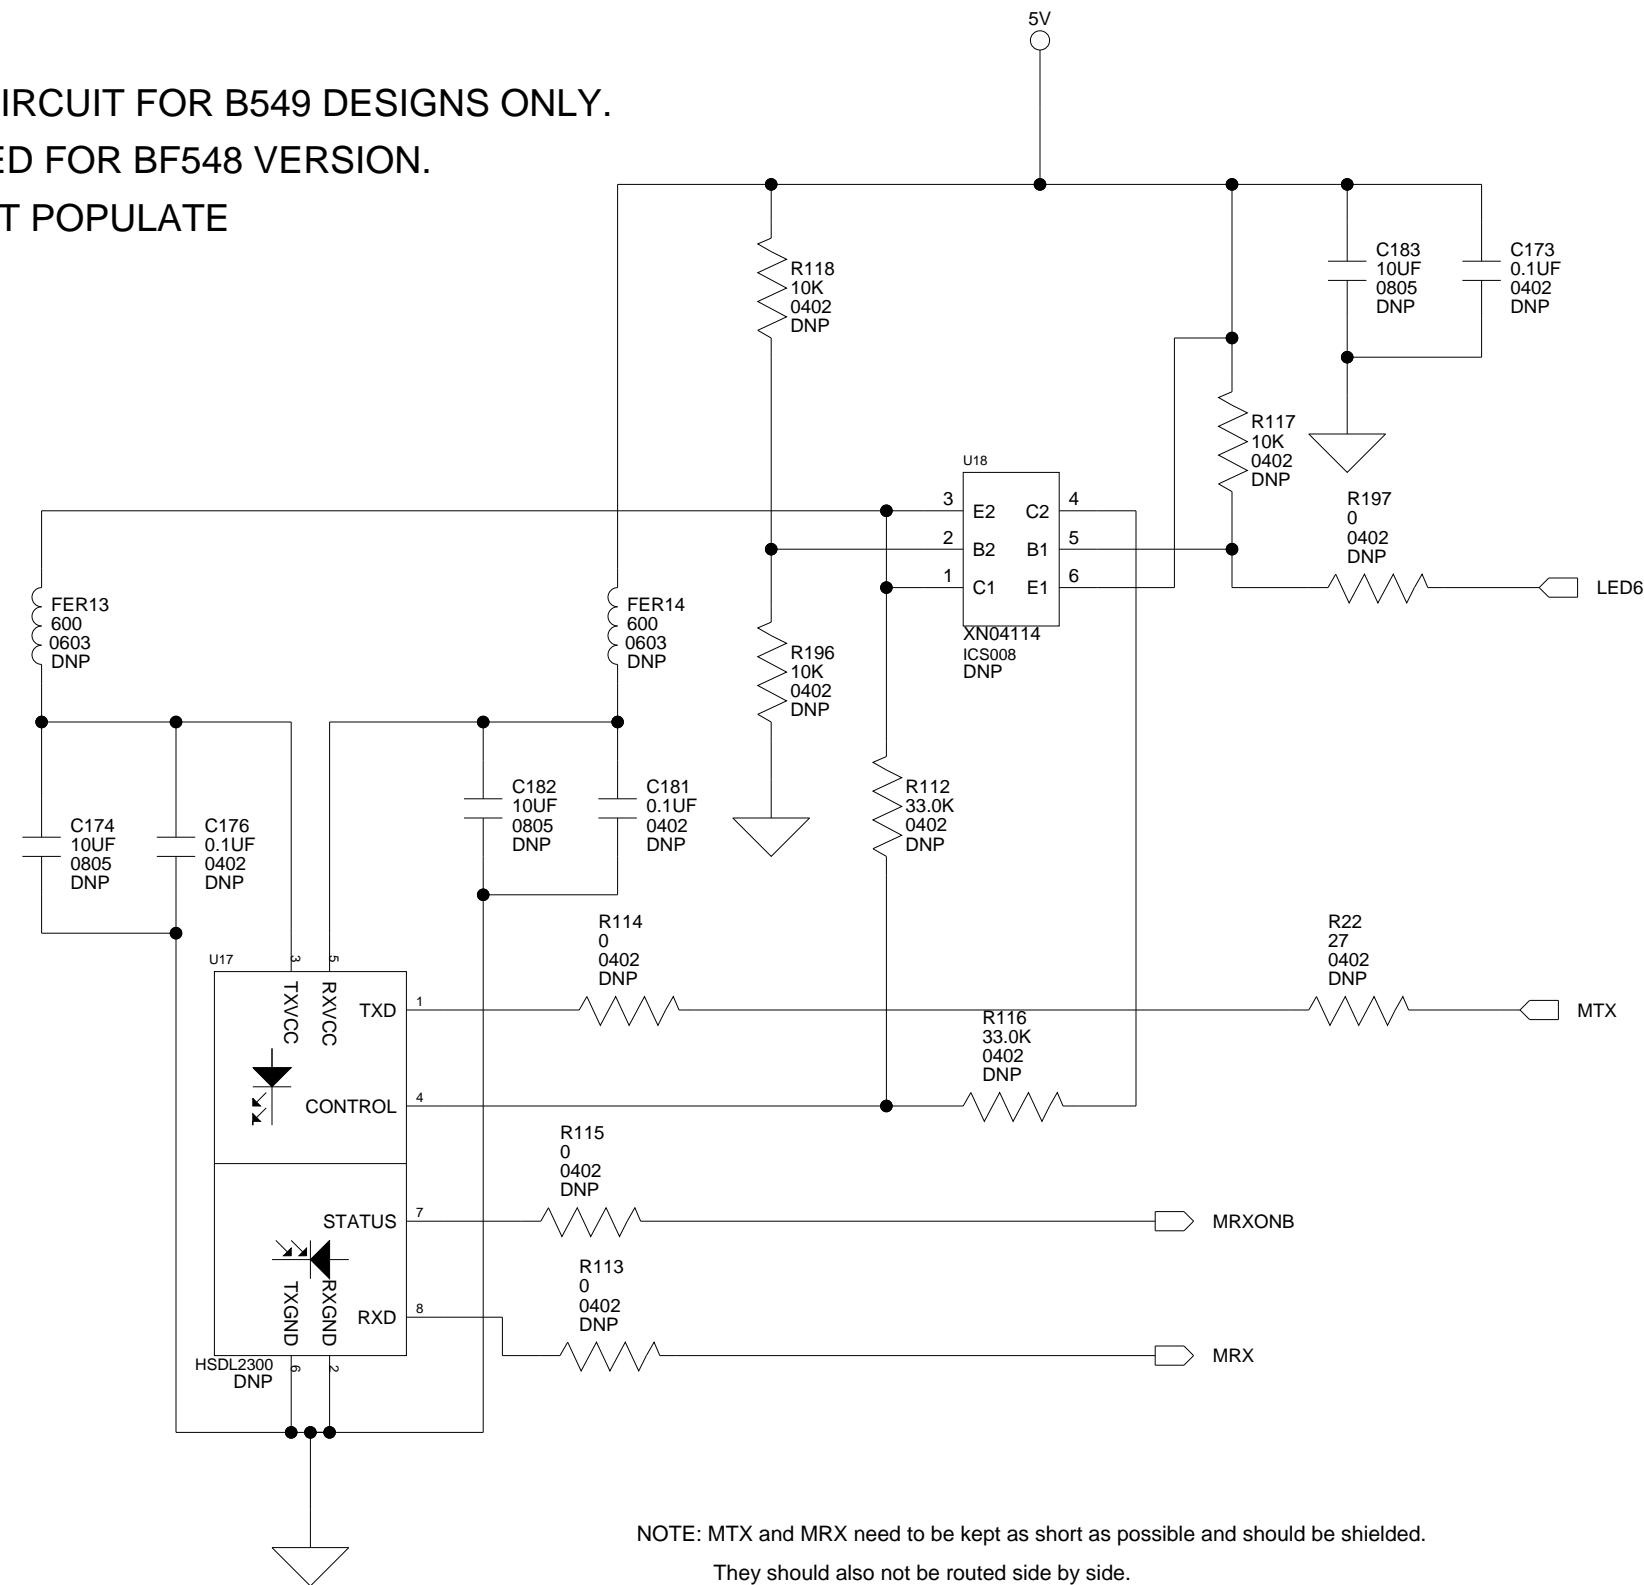 IRCUIT FOR B549 DESIGNS ONLY.
ED FOR BF548 VERSION.
T POPULATE
5V
R118
10K
0402
DNP
C183
10UF
0805
DNP
C173
0.1UF
0402
DNP
R117
10K
0402
DNP
U18
3 E2 C2 4
2 B2 B1 5
1 C1 E1 6
XN04114
ICS008
DNP
R197
0
0402
DNP
LED6
FER13
600
0603
DNP
FER14
600
0603
DNP
R196
10K
0402
DNP
C174
10UF
0805
DNP
C176
0.1UF
0402
DNP
C182
10UF
0805
DNP
C181
0.1UF
0402
DNP
R112
33.0K
0402
DNP
R114
0
0402
DNP
R22
27
0402
DNP
MTX
R116
33.0K
0402
DNP
U17
3
5
TXVCC
RXVCC
TXD 1
CONTROL 4
STATUS 7
RXD 8
TXGND
RXGND
6
2
HSDL2300
DNP
R115
0
0402
DNP
MRXONB
R113
0
0402
DNP
MRX
NOTE: MTX and MRX need to be kept as short as possible and should be shielded.
They should also not be routed side by side.